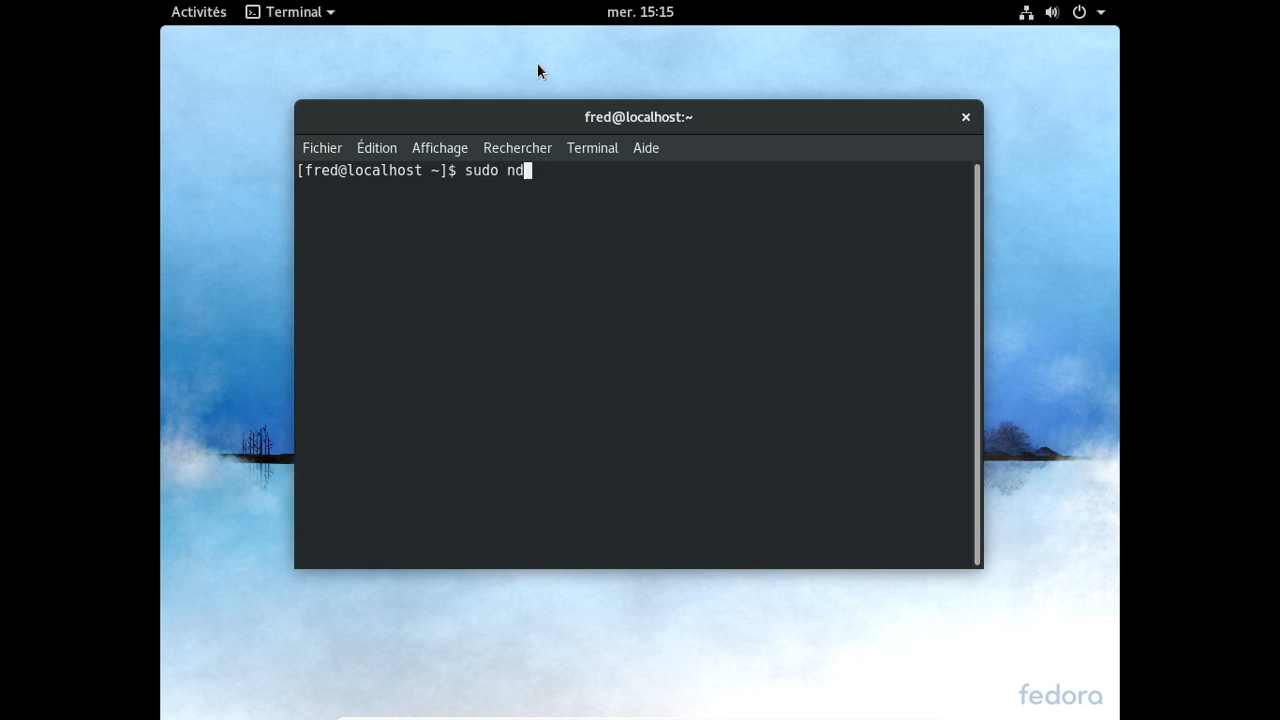 Activités Terminal mer. 15:15
fred@localhost:~
Fichier Édition Affichage Rechercher Terminal Aide
[fred@localhost ~]$ sudo nd
fedora